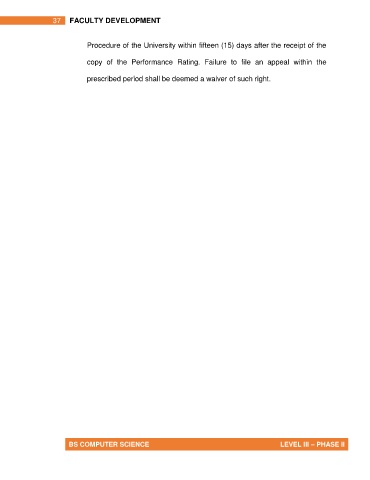 37 FACULTY DEVELOPMENT
Procedure of the University within fifteen (15) days after the receipt of the
copy of the Performance Rating. Failure to file an appeal within the
prescribed period shall be deemed a waiver of such right.
BS COMPUTER SCIENCE LEVEL III – PHASE II